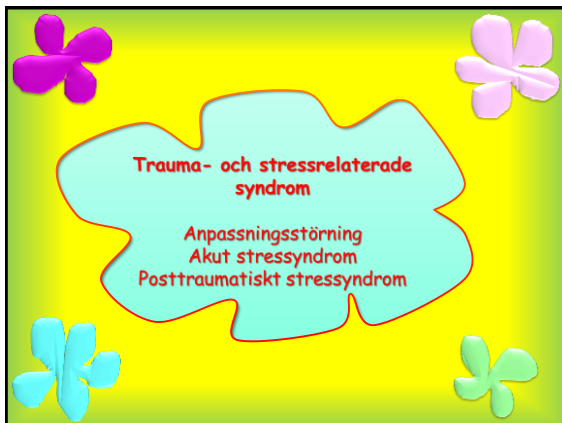 Trauma- och stressrelaterade
syndrom
Anpassningsstörning
Akut stressyndrom
Posttraumatiskt stressyndrom